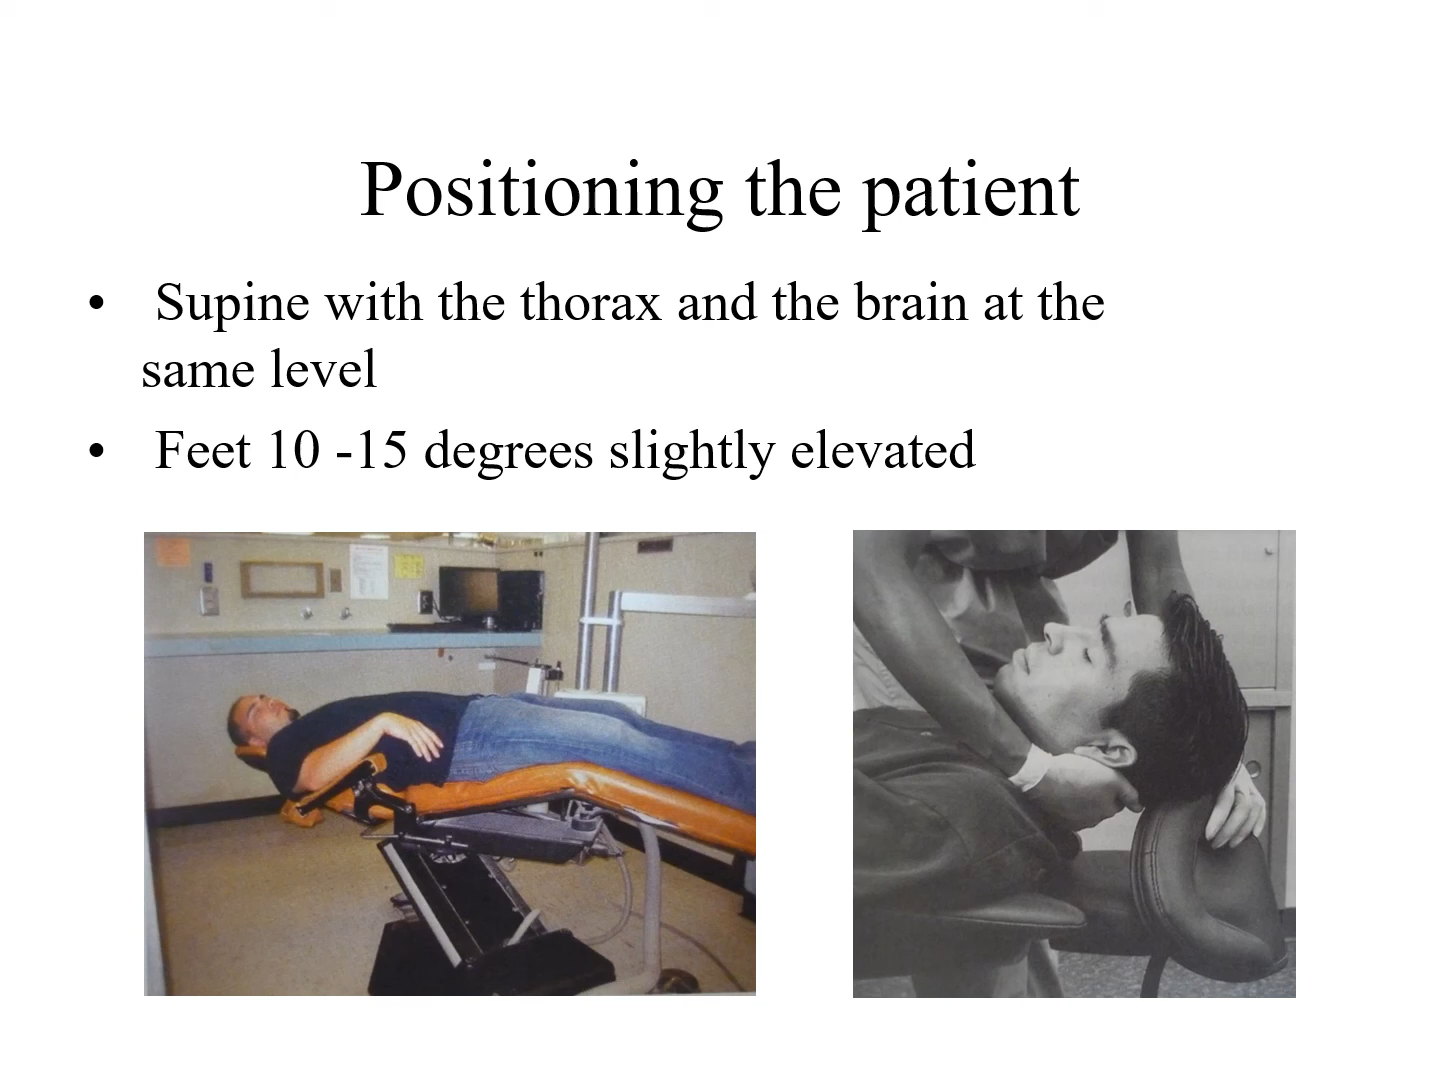 Positioning the patient
• Supine with the thorax and the brain at the
same level
• Feet 10 -15 degrees slightly elevated